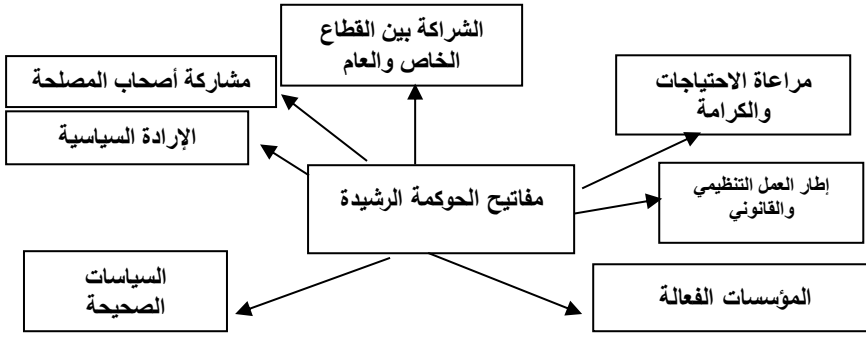 الشراكة بين القطاع
الخاص والعام
مراعاة الاحتياجات
والكرامة
مشاركة أصحاب المصلحة
الإرادة السياسية
مفاتيح الحوكمة الرشيدة
إطار العمل التنظيمي
والقانوني
السياسات
الصحيحة
المؤسسات الفعالة